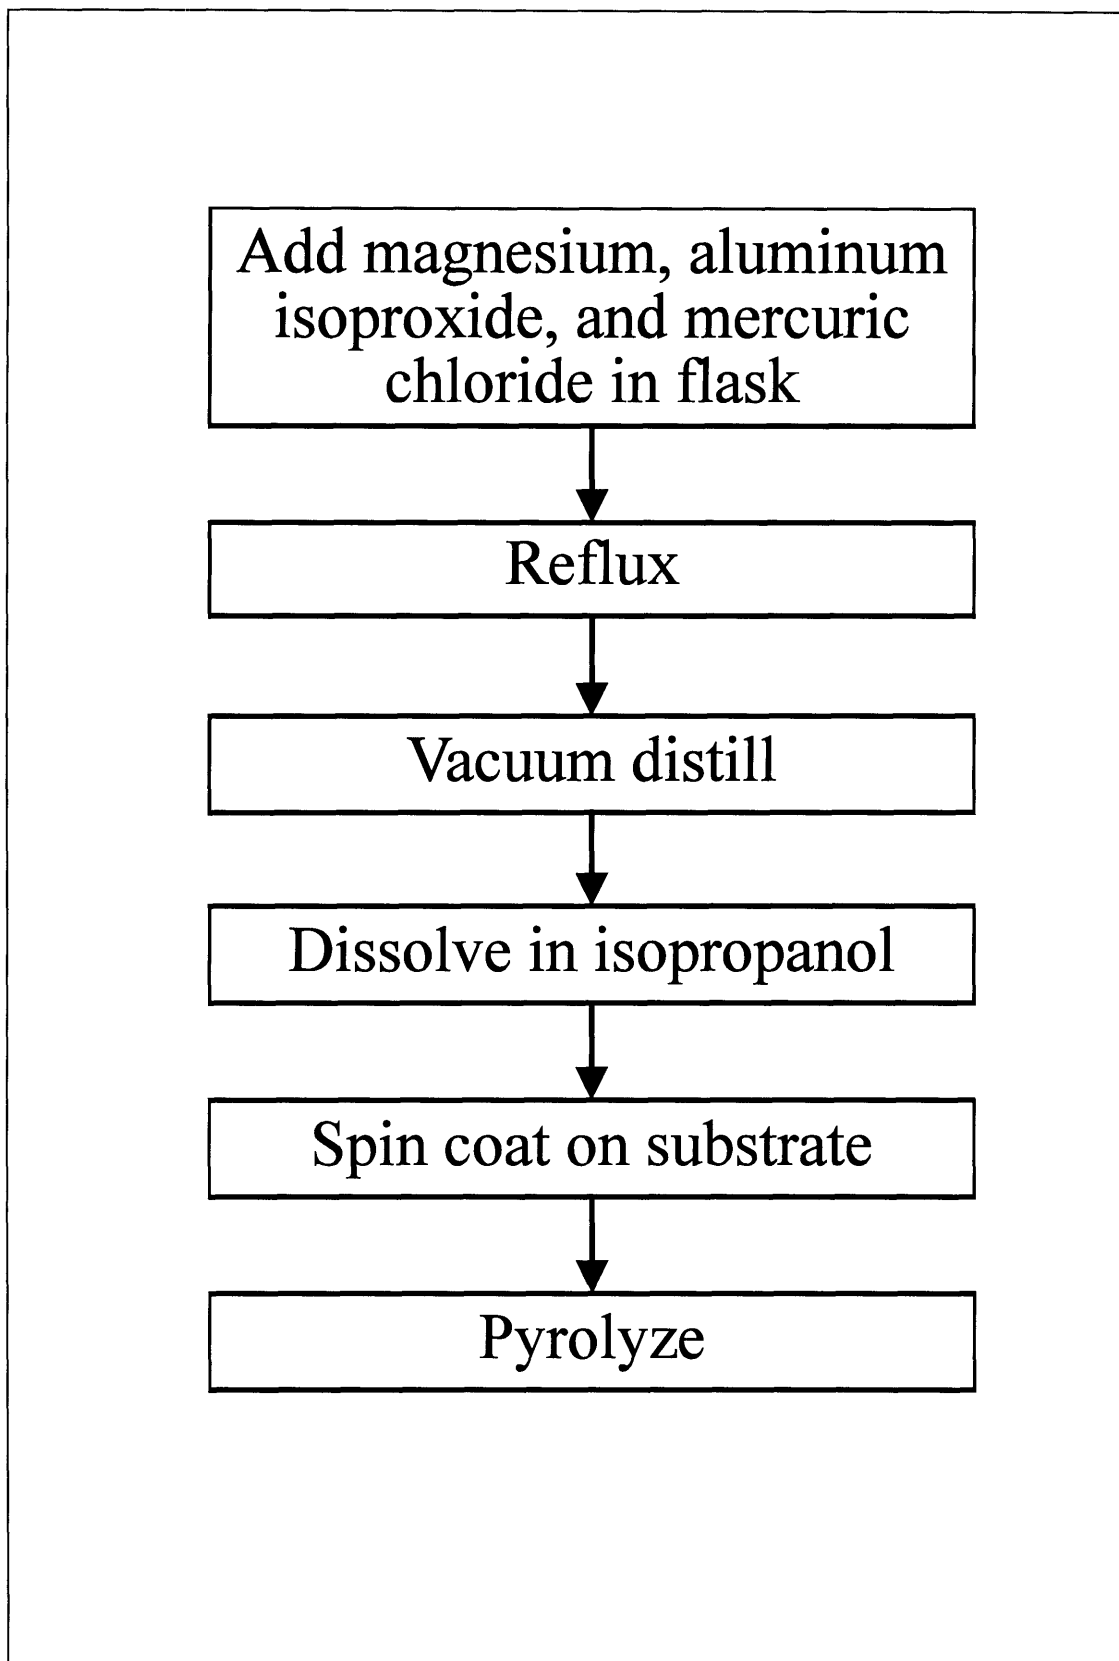 Add magnesium, aluminum
isoproxide, and mercuric
chloride in flask
Reflux
Vacuum distill
Dissolve in isopropanol
Spin coat on substrate
Pyrolyze